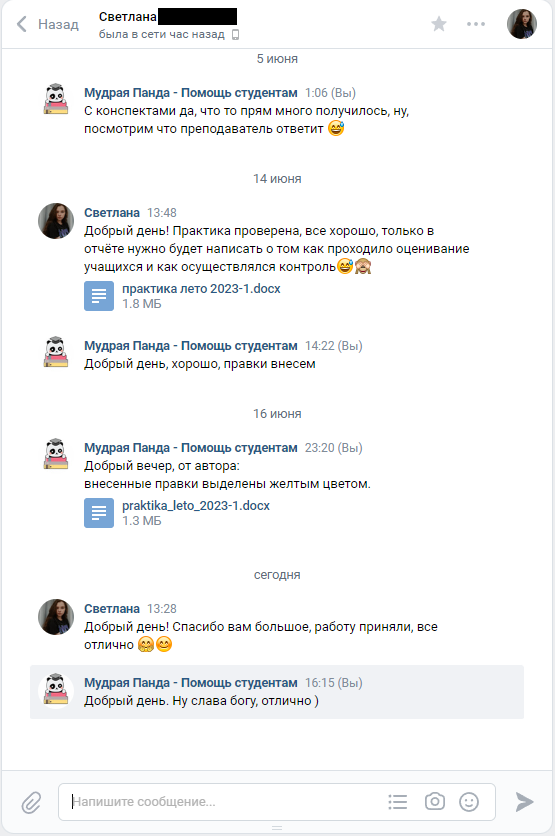 Назад
Светлана
была в сети час назад
5 июня
Мудрая Панда - Помощь студентам 1:06 (Вы)
С конспектами да, что то прям много получилось, ну,
посмотрим что преподаватель ответит 😅
14 июня
Светлана 13:48
Добрый день! Практика проверена, все хорошо, только в
отчёте нужно будет написать о том как проходило оценивание
учащихся и как осуществлялся контроль😅🙈
практика лето 2023-1.docx
1.8 МБ
Мудрая Панда - Помощь студентам 14:22 (Вы)
Добрый день, хорошо, правки внесем
16 июня
Мудрая Панда - Помощь студентам 23:20 (Вы)
Добрый вечер, от автора:
внесенные правки выделены желтым цветом.
praktika_leto_2023-1.docx
1.3 МБ
сегодня
Светлана 13:28
Добрый день! Спасибо вам большое, работу приняли, все
отлично 🤗😊
Мудрая Панда - Помощь студентам 16:15 (Вы)
Добрый день. Ну слава богу, отлично )
Напишите сообщение...